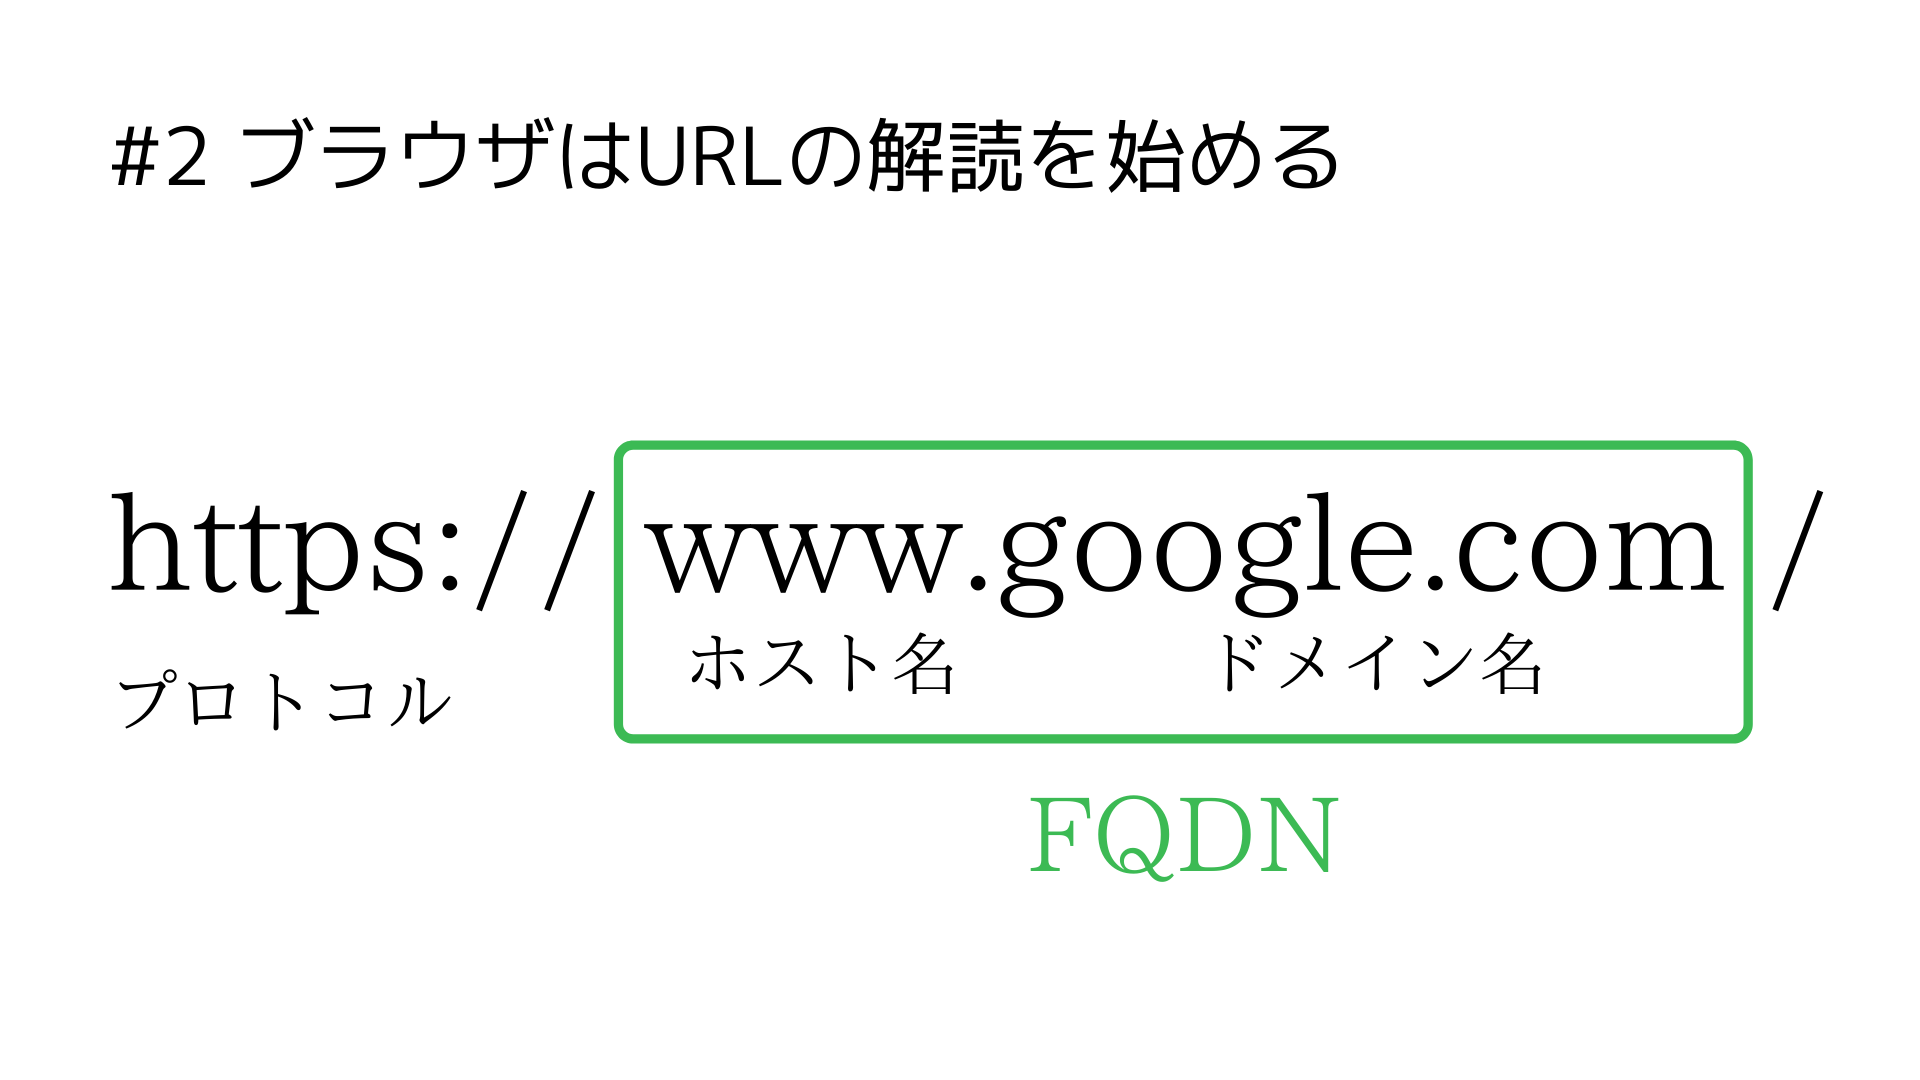 #2 ブラウザはURLの解読を始める
https://www.google.com/
ホスト名 ドメイン名
プロトコル
FQDN